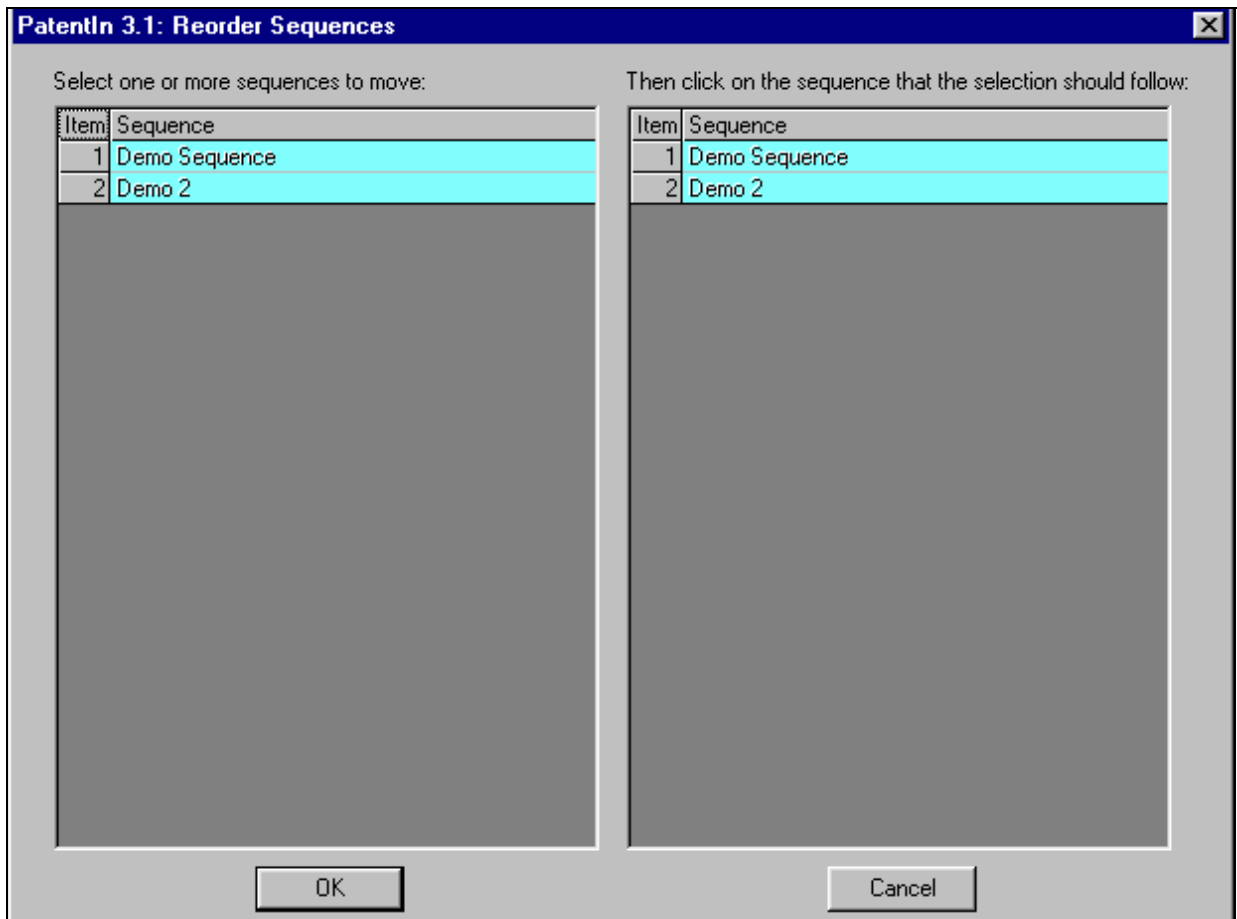 PatentIn 3.1: Reorder Sequences
Select one or more sequences to move:
Item Sequence
1 Demo Sequence
2 Demo 2
Then click on the sequence that the selection should follow:
Item Sequence
1 Demo Sequence
2 Demo 2
OK
Cancel